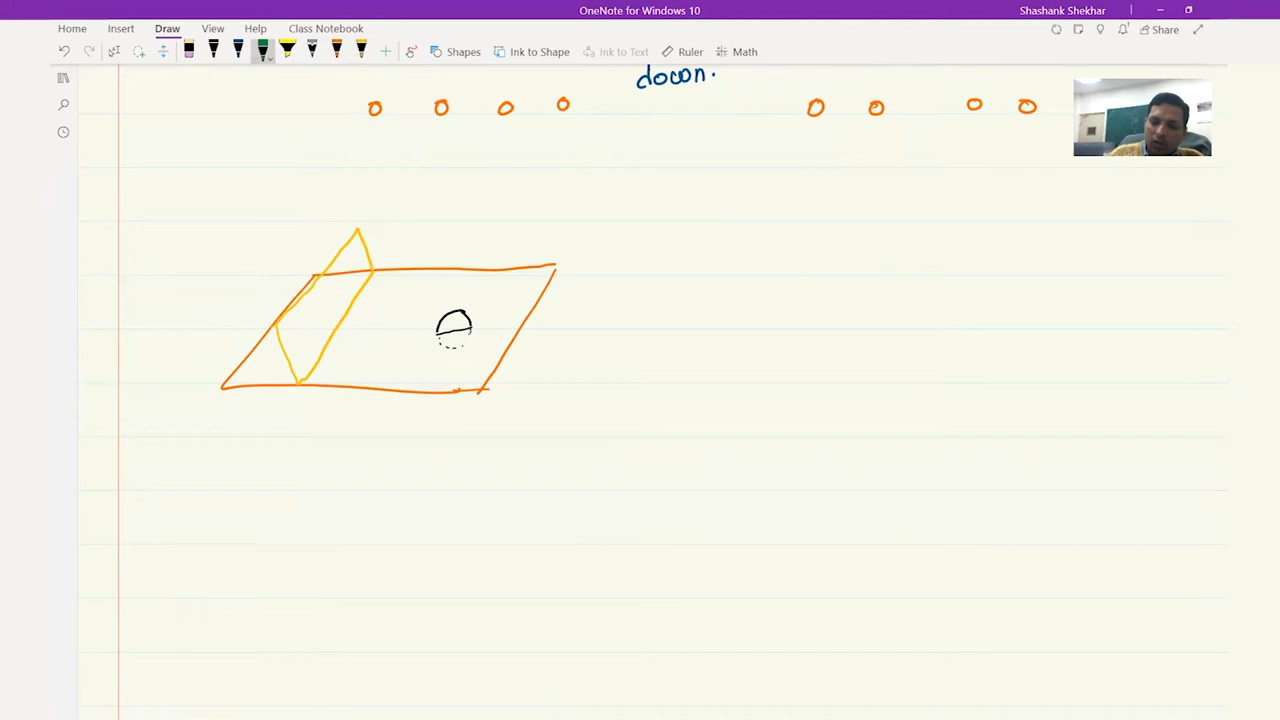 OneNote for Windows 10
Shashank Shekhar
Home Insert Draw View Help Class Notebook
Share
Shapes Ink to Shape Ink to Text Ruler Math
docon.